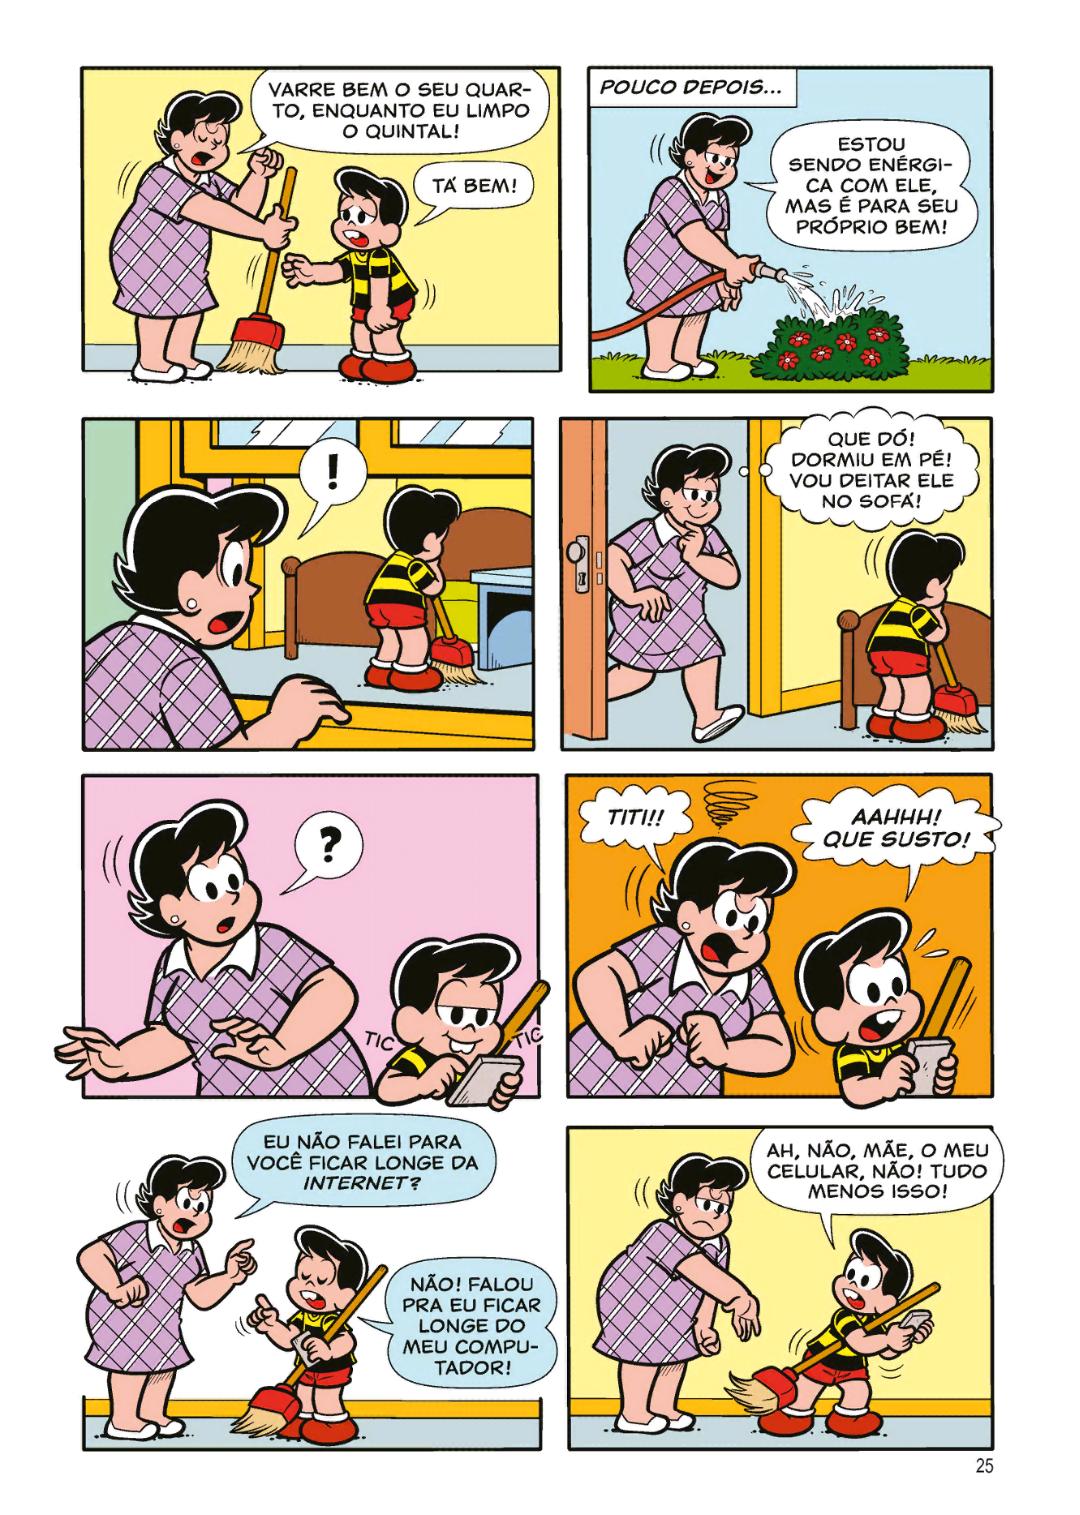 VARRE BEM O SEU QUAR-
TO, ENQUANTO EU LIMPO
O QUINTAL!
TÁ BEM!
POUCO DEPOIS...
ESTOU
SENDO ENÉRGI-
CA COM ELE,
MAS É PARA SEU
PRÓPRIO BEM!
!
QUE DÓ!
DORMIU EM PÉ!
VOU DEITAR ELE
NO SOFÁ!
?
TIC
TIC
TITI!!
AAHHH!
QUE SUSTO!
EU NÃO FALEI PARA
VOCÊ FICAR LONGE DA
INTERNET?
NÃO! FALOU
PRA EU FICAR
LONGE DO
MEU COMPU-
TADOR!
AH, NÃO, MÃE, O MEU
CELULAR, NÃO! TUDO
MENOS ISSO!
25